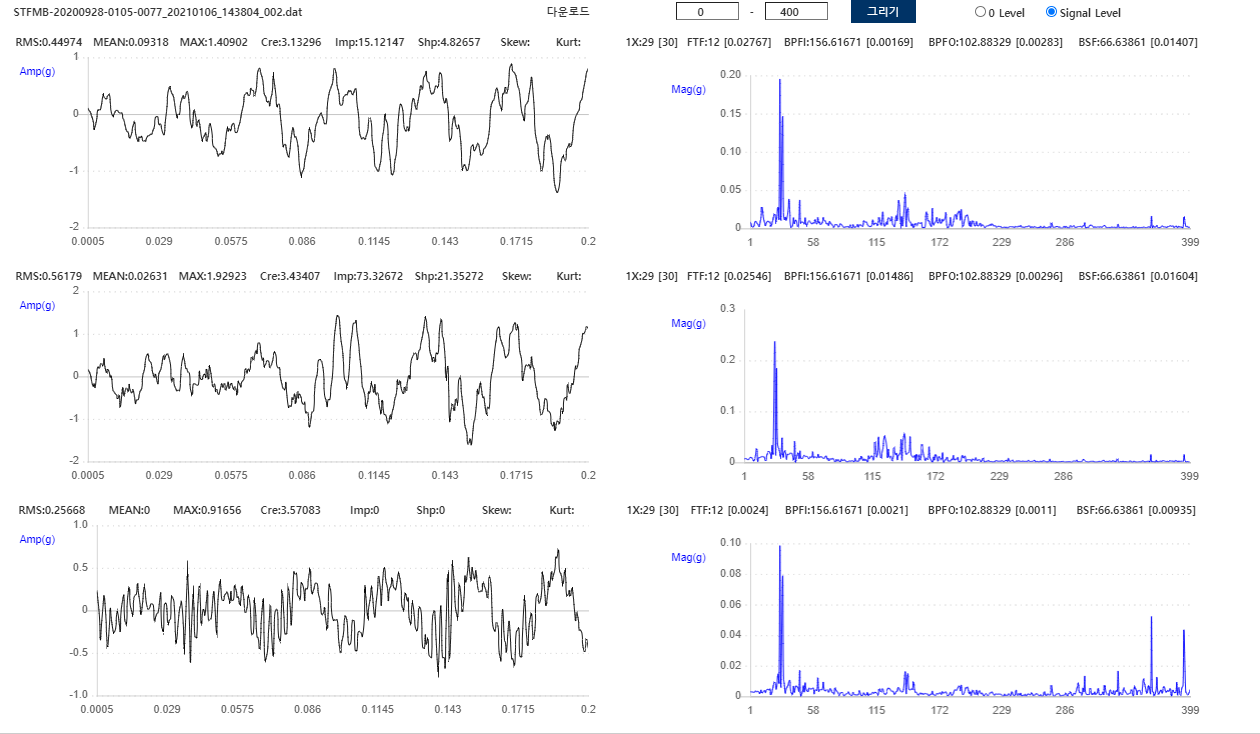 STFMB-20200928-0105-0077_20210106_143804_002.dat 다운로드 0 - 400 그리기 0 Level Signal Level
RMS:0.44974 MEAN:0.09318 MAX:1.40902 Cre:3.13296 Imp:15.12147 Shp:4.82657 Skew: Kurt:
Amp(g)
1
0
-1
-2
0.0005 0.029 0.0575 0.086 0.1145 0.143 0.1715 0.2
1X:29 [30] FTF:12 [0.02767] BPFI:156.61671 [0.00169] BPFO:102.88329 [0.00283] BSF:66.63861 [0.01407]
Mag(g)
0.20
0.15
0.10
0.05
0
1 58 115 172 229 286 399
RMS:0.56179 MEAN:0.02631 MAX:1.92923 Cre:3.43407 Imp:73.32672 Shp:21.35272 Skew: Kurt:
Amp(g)
2
1
0
-1
-2
0.0005 0.029 0.0575 0.086 0.1145 0.143 0.1715 0.2
1X:29 [30] FTF:12 [0.02546] BPFI:156.61671 [0.01486] BPFO:102.88329 [0.00296] BSF:66.63861 [0.01604]
Mag(g)
0.3
0.2
0.1
0
1 58 115 172 229 286 399
RMS:0.25668 MEAN:0 MAX:0.91656 Cre:3.57083 Imp:0 Shp:0 Skew: Kurt:
Amp(g)
1.0
0.5
0
-0.5
-1.0
0.0005 0.029 0.0575 0.086 0.1145 0.143 0.1715 0.2
1X:29 [30] FTF:12 [0.0024] BPFI:156.61671 [0.0021] BPFO:102.88329 [0.0011] BSF:66.63861 [0.00935]
Mag(g)
0.10
0.08
0.06
0.04
0.02
0
1 58 115 172 229 286 399